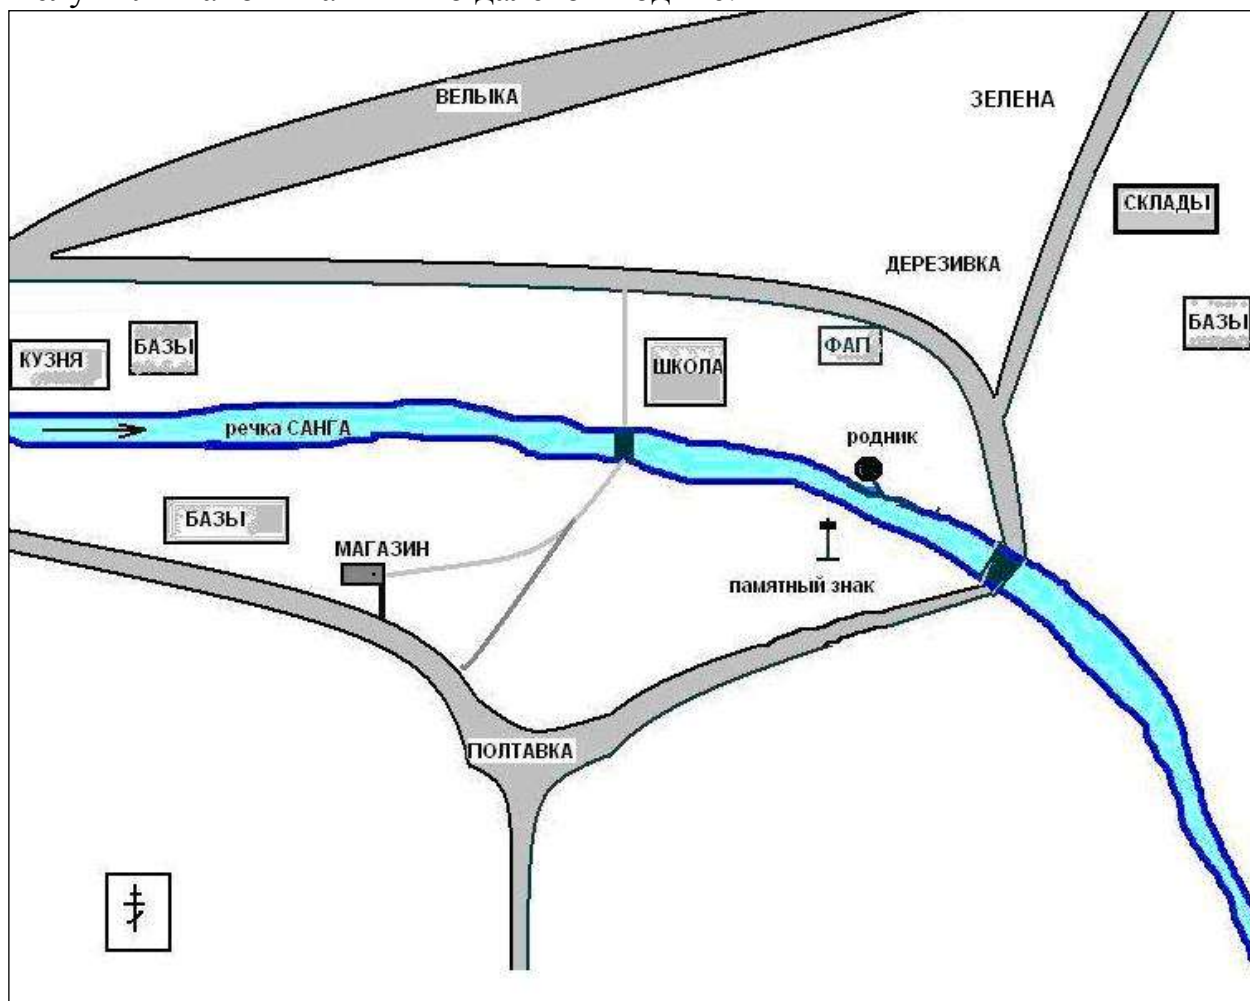 ВЕЛЫКА
ЗЕЛЕНА
СКЛАДЫ
ДЕРЕЗИВКА
БАЗЫ
КУЗНЯ
БАЗЫ
ШКОЛА
ФАП
речка САНГА
родник
БАЗЫ
МАГАЗИН
памятный знак
ПОЛТАВКА